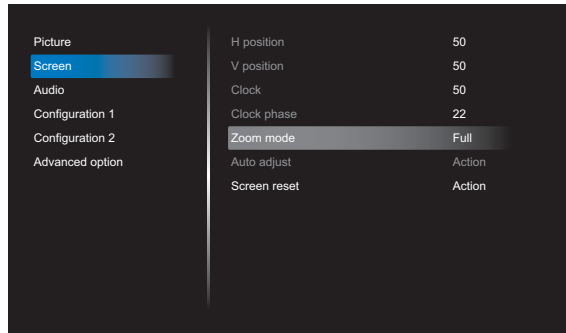 Picture
Screen
Audio
Configuration 1
Configuration 2
Advanced option
H position 50
V position 50
Clock 50
Clock phase 22
Zoom mode Full
Auto adjust Action
Screen reset Action